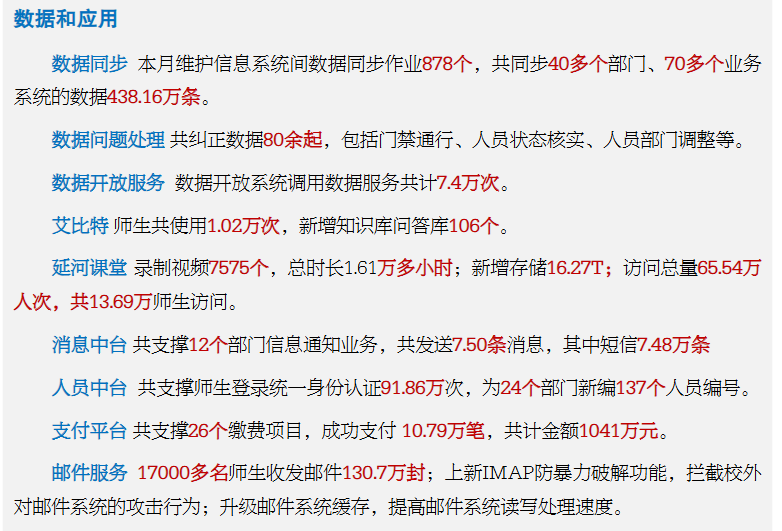 数据和应用
数据同步 本月维护信息系统间数据同步作业878个，共同步40多个部门、70多个业务
系统的数据438.16万条。
数据问题处理 共纠正数据80余起，包括门禁通行、人员状态核实、人员部门调整等。
数据开放服务 数据开放系统调用数据服务共计7.4万次。
艾比特 师生共使用1.02万次，新增知识库问答库106个。
延河课堂 录制视频7575个，总时长1.61万多小时；新增存储16.27T；访问总量65.54万
人次，共13.69万师生访问。
消息中台 共支撑12个部门信息通知业务，共发送7.50条消息，其中短信7.48万条
人员中台 共支撑师生登录统一身份认证91.86万次，为24个部门新编137个人员编号。
支付平台 共支撑26个缴费项目，成功支付 10.79万笔，共计金额1041万元。
邮件服务 17000多名师生收发邮件130.7万封；上新IMAP防暴力破解功能，拦截校外
对邮件系统的攻击行为；升级邮件系统缓存，提高邮件系统读写处理速度。